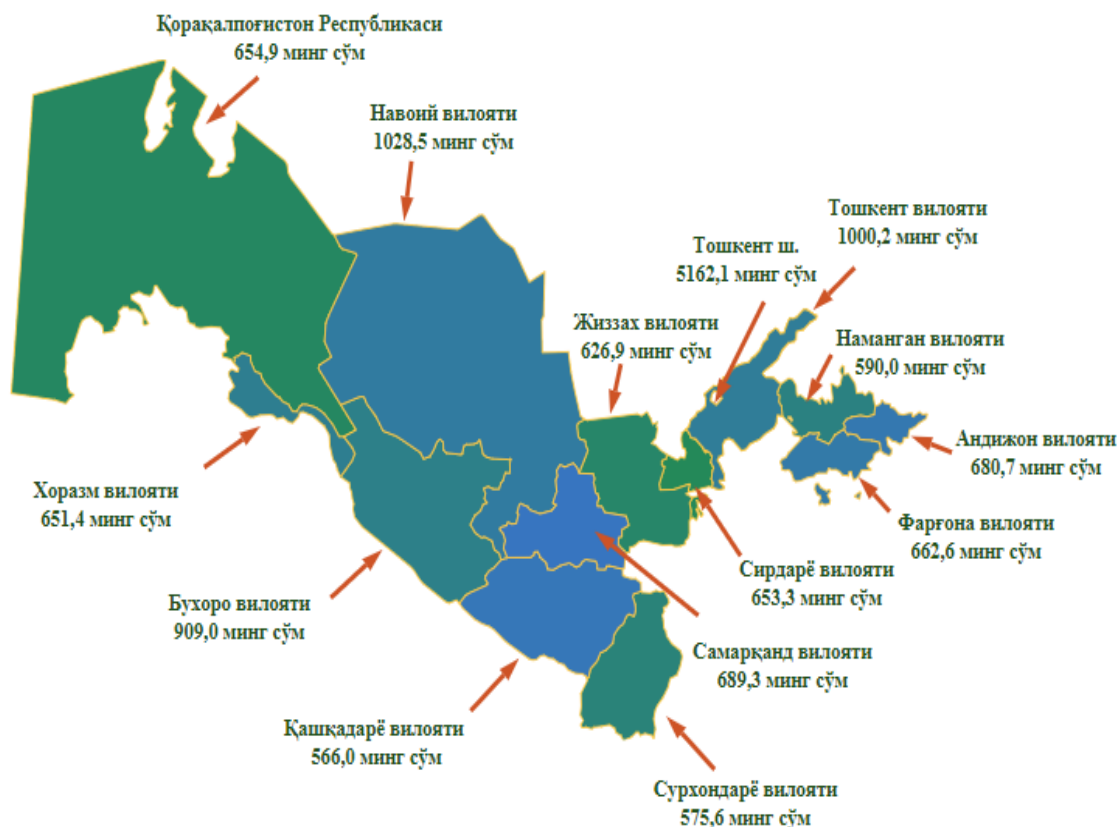 Қорақалпоғистон Республикаси
654,9 минг сўм
Навоий вилояти
1028,5 минг сўм
Тошкент вилояти
1000,2 минг сўм
Тошкент ш.
5162,1 минг сўм
Жиззах вилояти
626,9 минг сўм
Наманган вилояти
590,0 минг сўм
Андижон вилояти
680,7 минг сўм
Хоразм вилояти
651,4 минг сўм
Фарғона вилояти
662,6 минг сўм
Сирдарё вилояти
653,3 минг сўм
Бухоро вилояти
909,0 минг сўм
Самарқанд вилояти
689,3 минг сўм
Қашқадарё вилояти
566,0 минг сўм
Сурхондарё вилояти
575,6 минг сўм